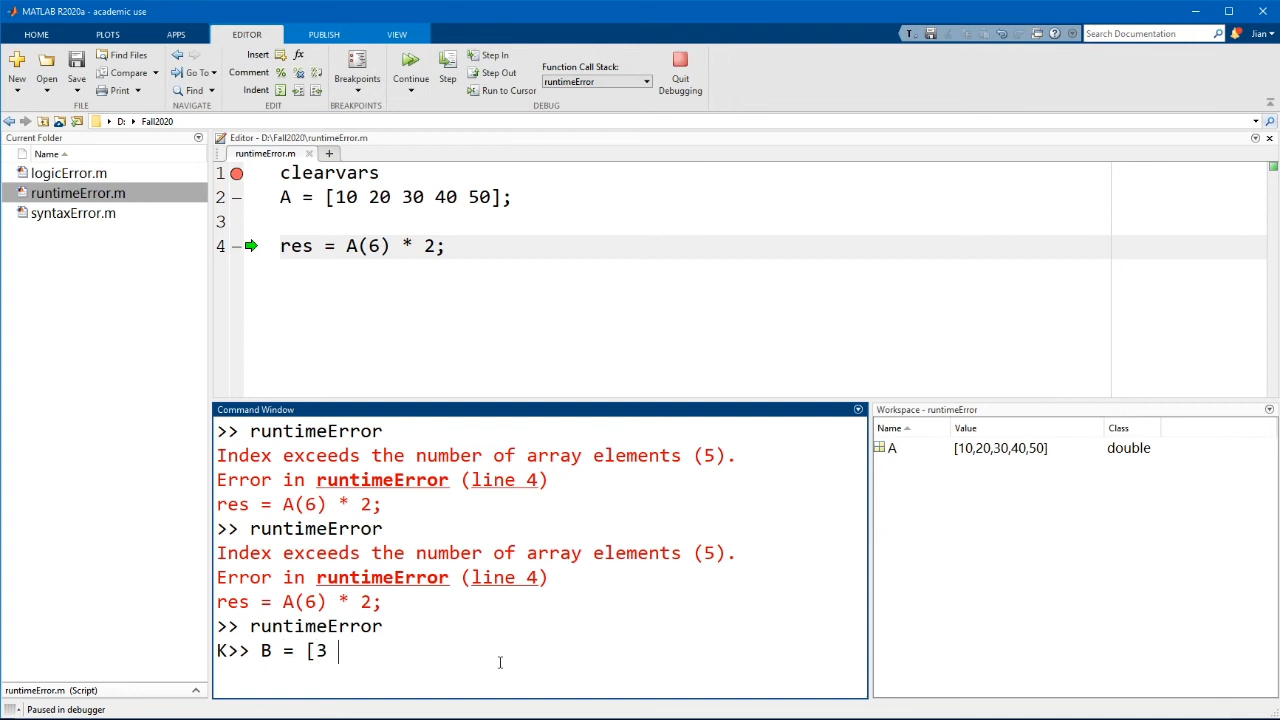 MATLAB R2020a - academic use
HOME PLOTS APPS EDITOR PUBLISH VIEW
Search Documentation
Jian
New Open Save Find Files Compare Print
Go To Find
Insert fx
Comment %
Indent
Breakpoints Continue Step
Step In
Step Out
Run to Cursor
Function Call Stack:
runtimeError
Quit Debugging
FILE NAVIGATE EDIT BREAKPOINTS DEBUG
D: Fall2020
Current Folder
Name
logicError.m
runtimeError.m
syntaxError.m
Editor - D:\Fall2020\runtimeError.m
runtimeError.m
1 clearvars
2 A = [10 20 30 40 50];
3
4 res = A(6) * 2;
Command Window
>> runtimeError
Index exceeds the number of array elements (5).
Error in runtimeError (line 4)
res = A(6) * 2;
>> runtimeError
Index exceeds the number of array elements (5).
Error in runtimeError (line 4)
res = A(6) * 2;
>> runtimeError
K>> B = [3
Workspace - runtimeError
Name Value Class
A [10,20,30,40,50] double
runtimeError.m (Script)
Paused in debugger